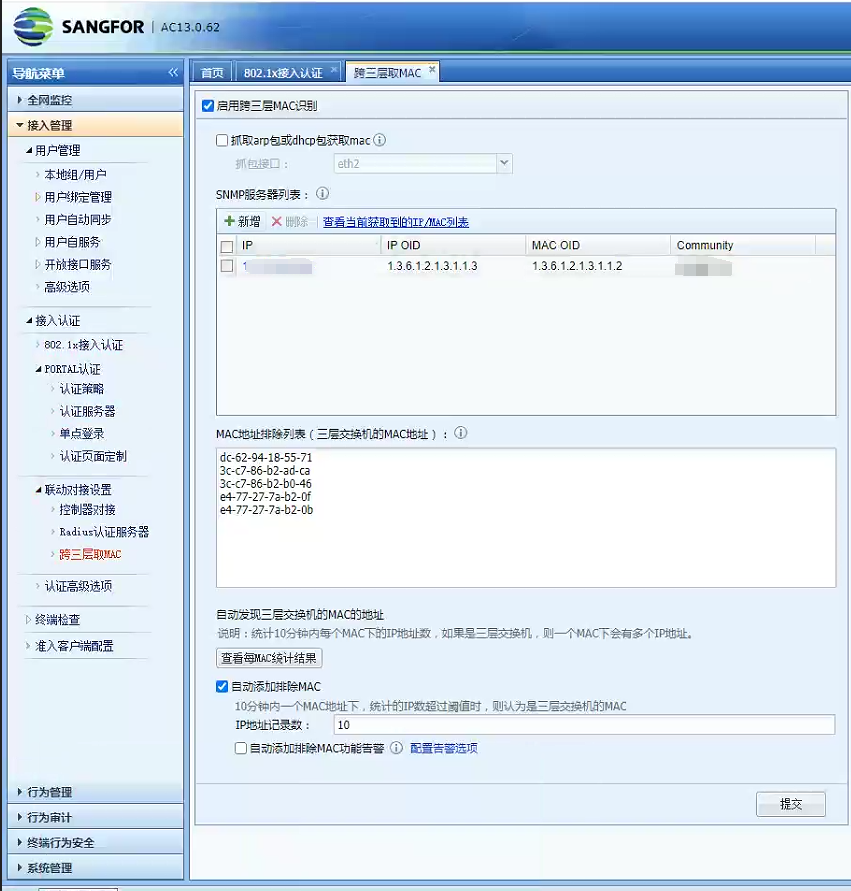 SANGFOR | AC13.0.62
导航菜单 «
全网监控
接入管理
用户管理
本地组/用户
用户绑定管理
用户自动同步
用户自服务
开放接口服务
高级选项
接入认证
802.1x接入认证
PORTAL认证
认证策略
认证服务器
单点登录
认证页面定制
联动对接设置
控制器对接
Radius认证服务器
跨三层取MAC
认证高级选项
终端检查
准入客户端配置
行为管理
行为审计
终端行为安全
系统管理
首页 802.1x接入认证 × 跨三层取MAC ×
启用跨三层MAC识别
抓取arp包或dhcp包获取mac
抓包接口： eth2
SNMP服务器列表：
新增 删除 查看当前获取到的IP/MAC列表
IP IP OID MAC OID Community
1.3.6.1.2.1.3.1.1.3 1.3.6.1.2.1.3.1.1.2
MAC地址排除列表（三层交换机的MAC地址）：
dc-62-94-18-55-71
3c-c7-86-b2-ad-ca
3c-c7-86-b2-b0-46
e4-77-27-7a-b2-0f
e4-77-27-7a-b2-0b
自动发现三层交换机的MAC的地址
说明：统计10分钟内每个MAC下的IP地址数，如果是三层交换机，则一个MAC下会有多个IP地址。
查看每MAC统计结果
自动添加排除MAC
10分钟内一个MAC地址下，统计的IP数超过阈值时，则认为是三层交换机的MAC
IP地址记录数： 10
自动添加排除MAC功能告警 配置告警选项
提交